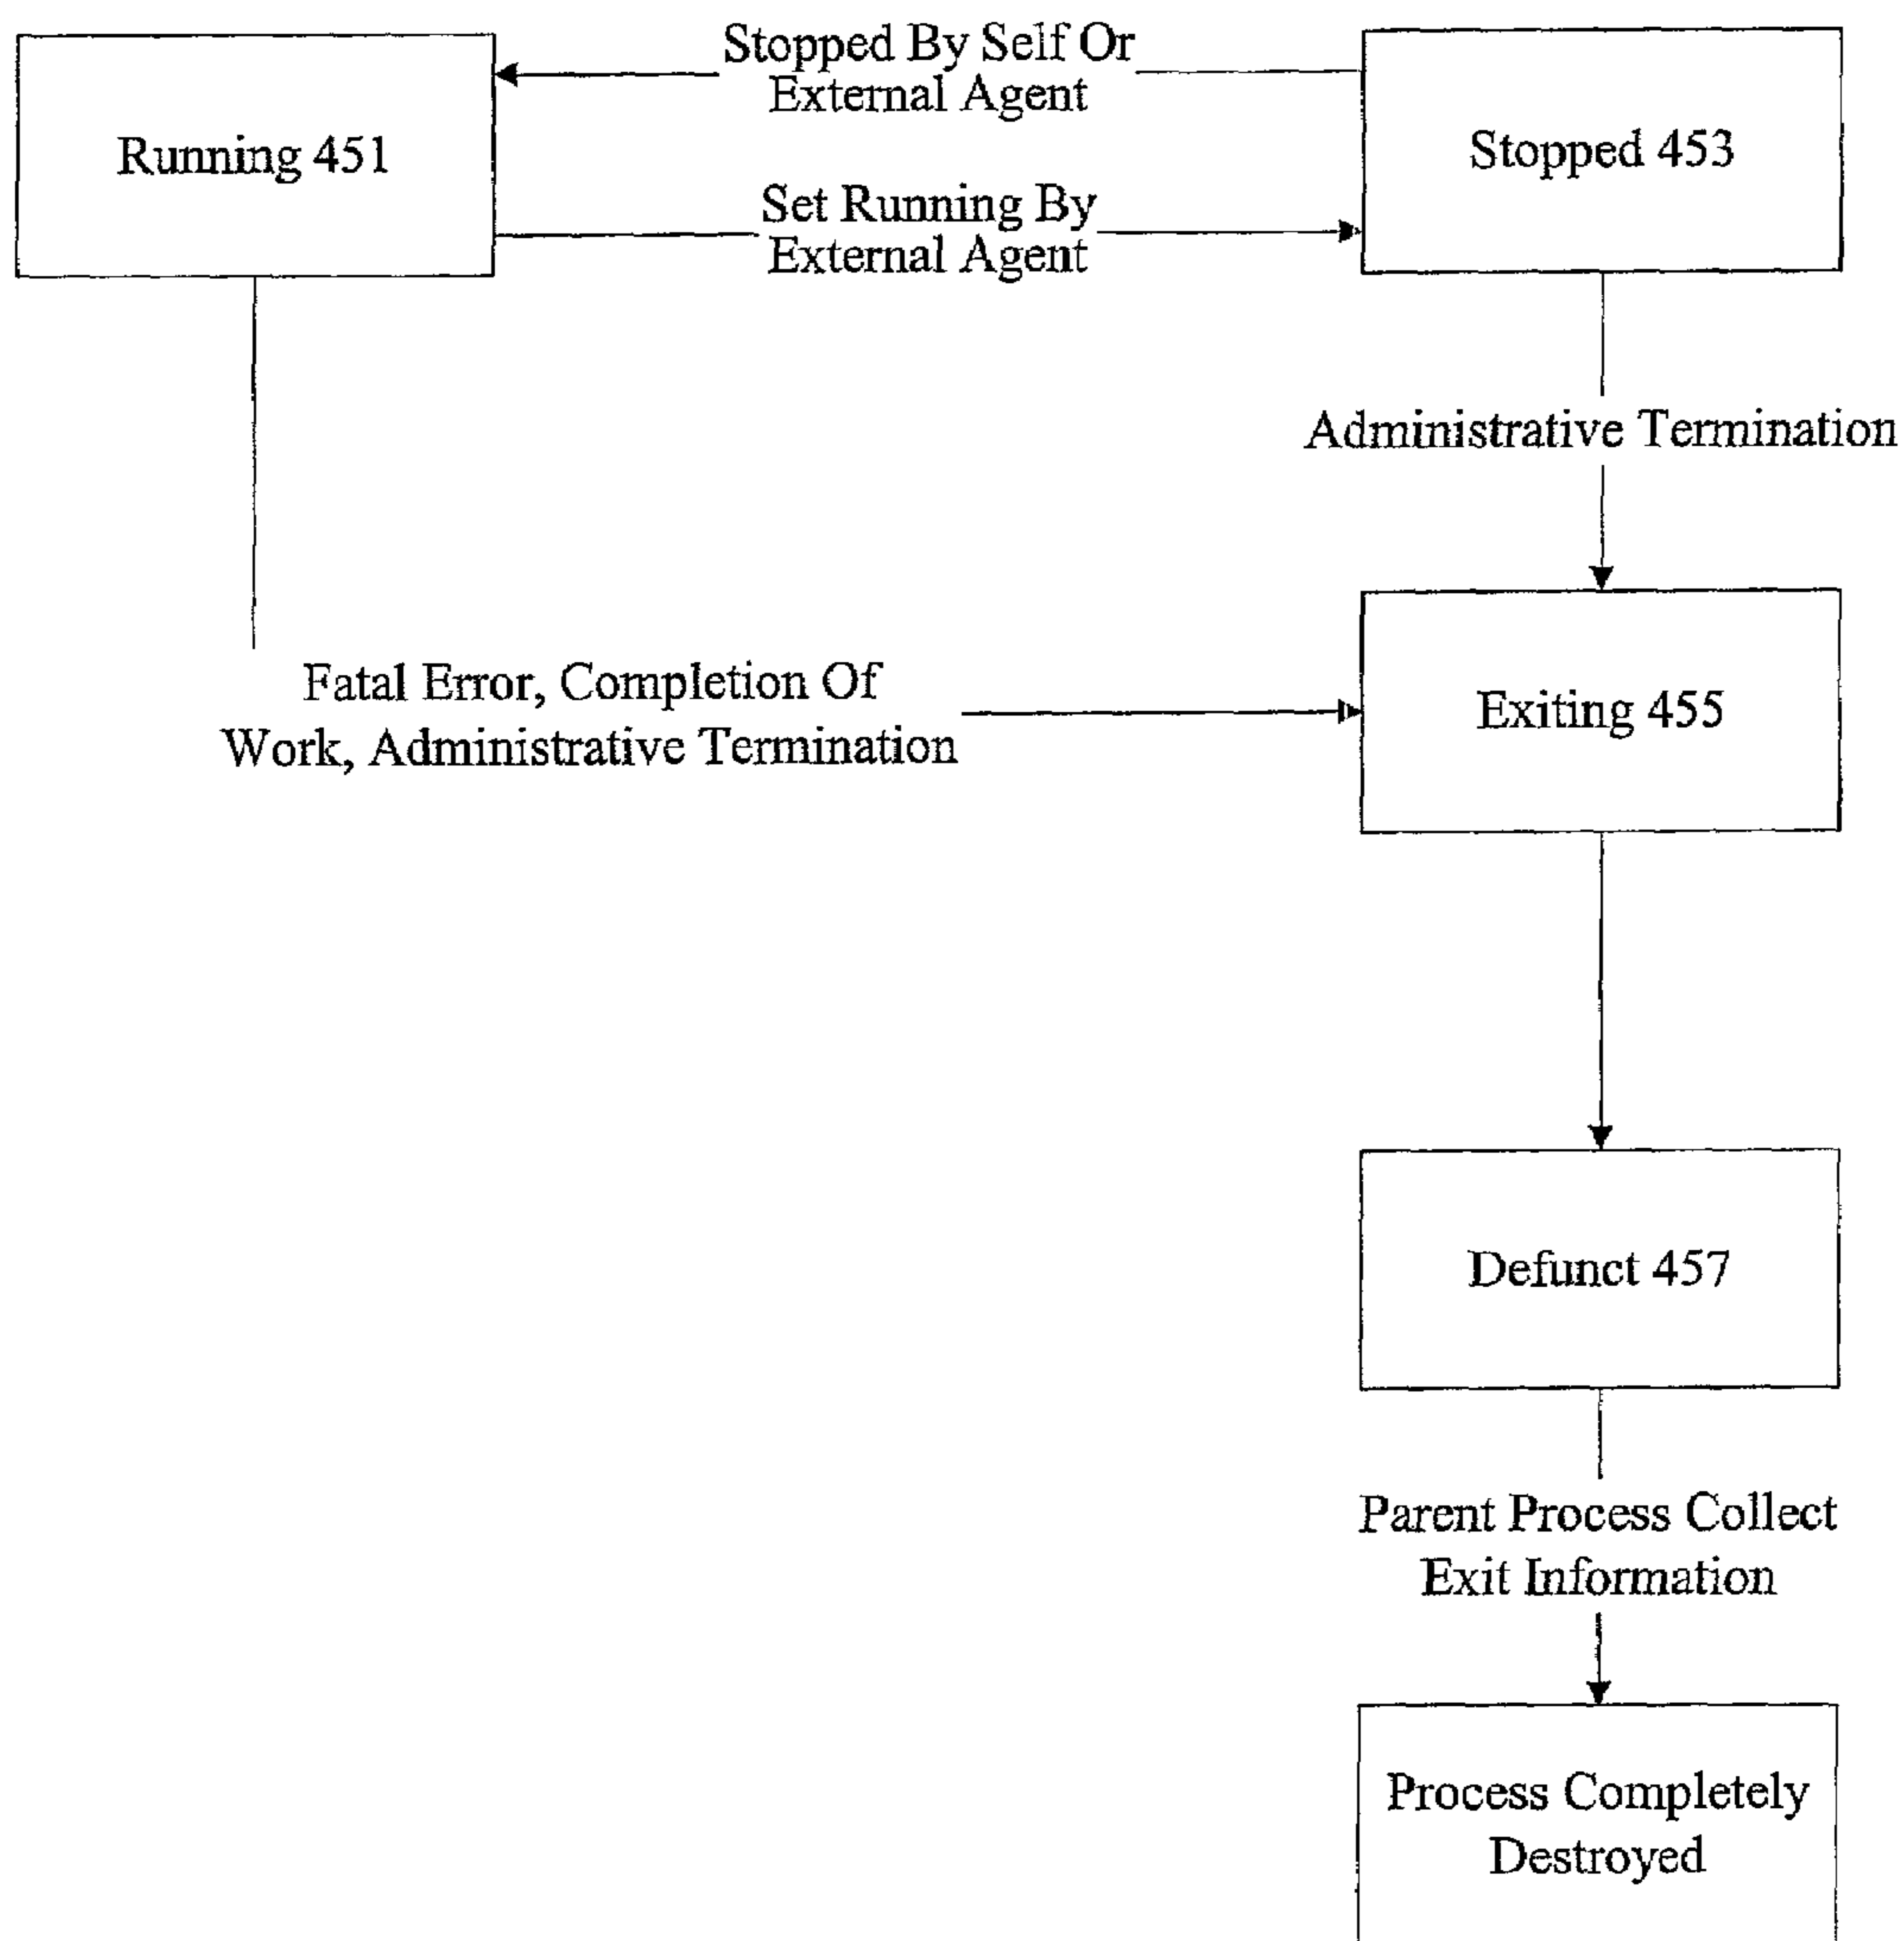 Stopped By Self Or
External Agent
Running 451
Stopped 453
Set Running By
External Agent
Administrative Termination
Fatal Error, Completion Of
Work, Administrative Termination
Exiting 455
Defunct 457
Parent Process Collect
Exit Information
Process Completely
Destroyed